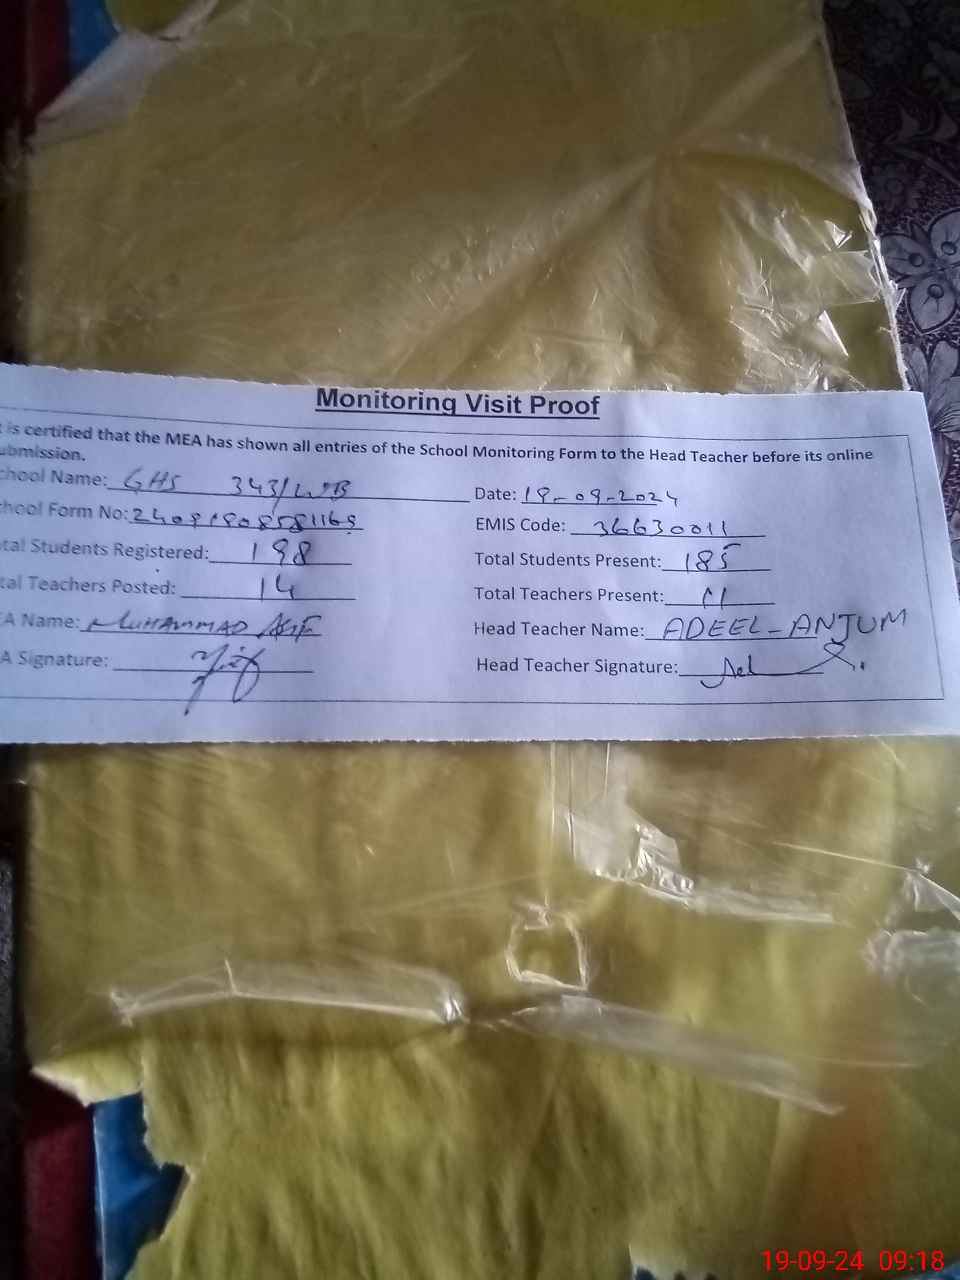 Monitoring Visit Proof
t is certified that the MEA has shown all entries of the School Monitoring Form to the Head Teacher before its online
ubmission.
chool Name: GHS 343/WB Date: 19-09-2024
hool Form No: EMIS Code: 36630011
tal Students Registered: 198 Total Students Present: 185
tal Teachers Posted: 14 Total Teachers Present: 11
EA Name: MUHAMMAD Head Teacher Name: ADEEL-ANJUM
A Signature: Head Teacher Signature:
19-09-24 09:18